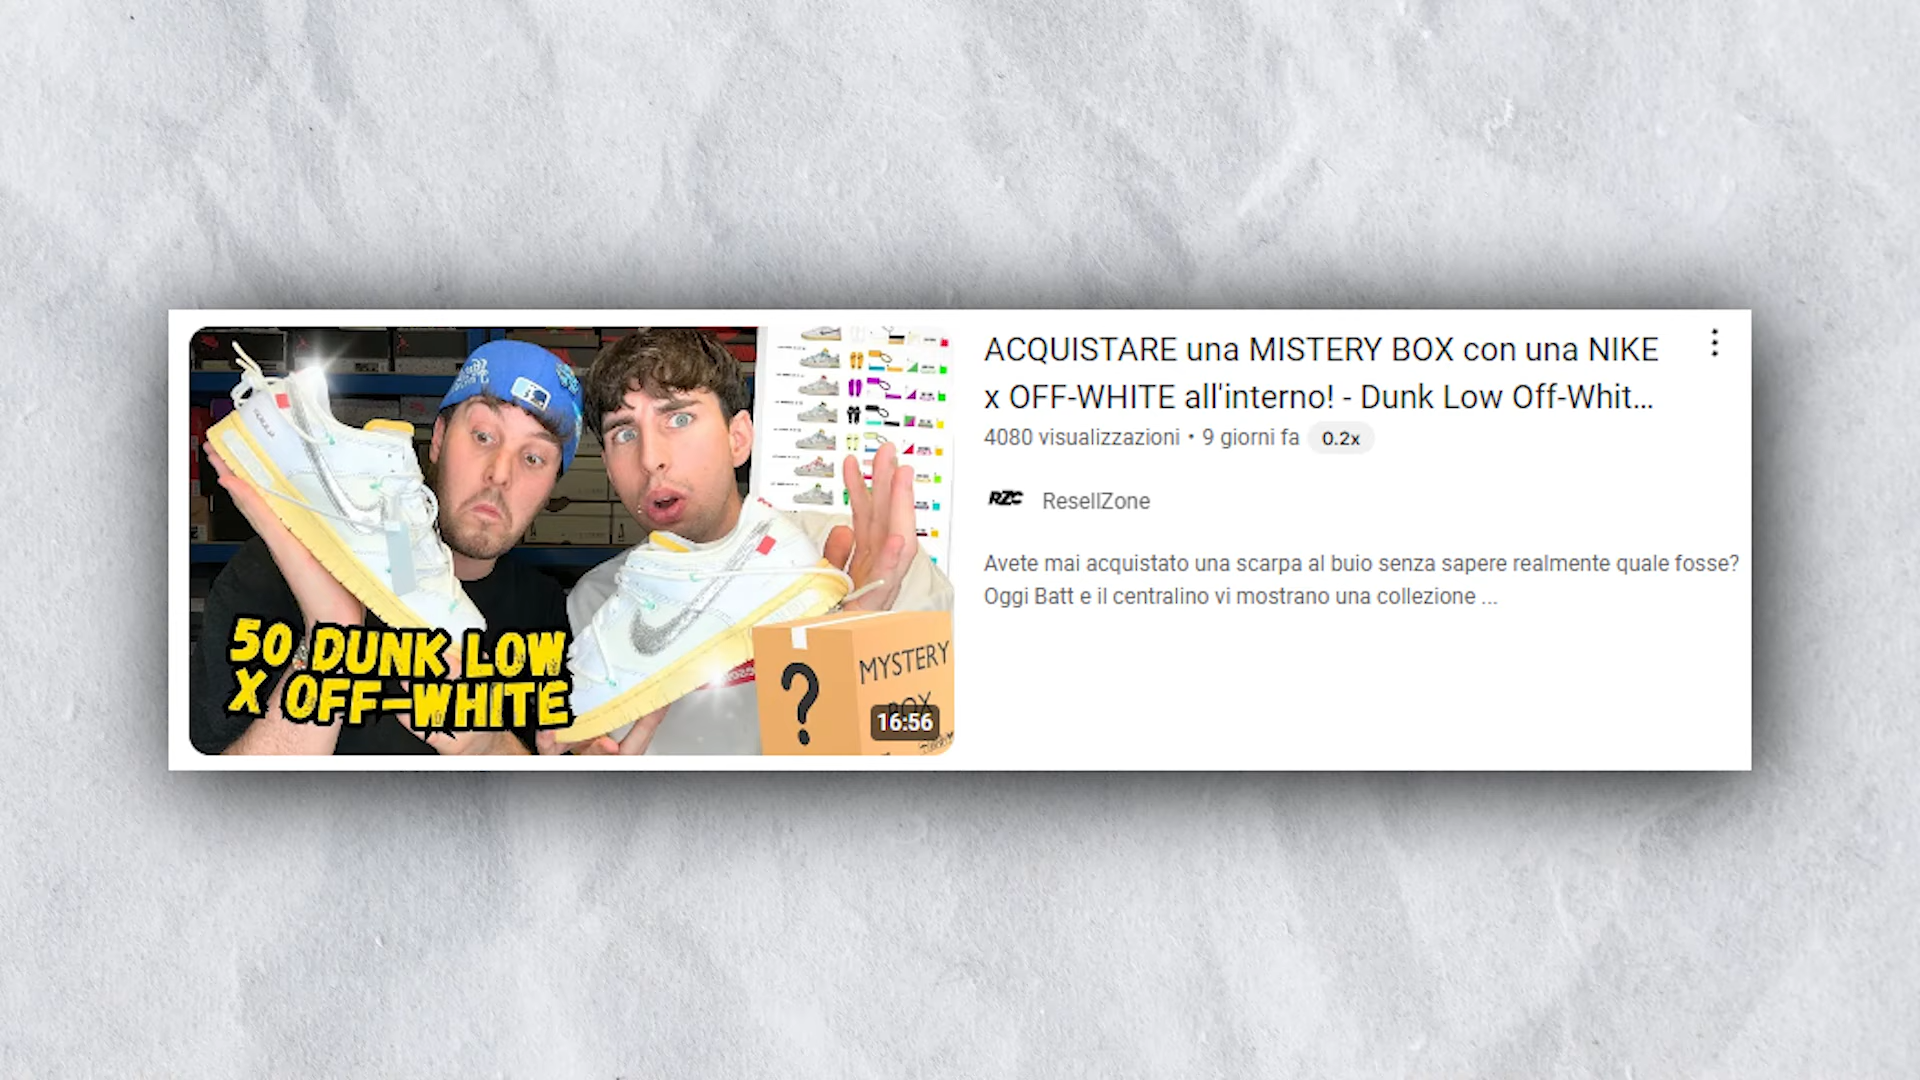 ACQUISTARE una MISTERY BOX con una NIKE
x OFF-WHITE all'interno! - Dunk Low Off-Whit...
4080 visualizzazioni • 9 giorni fa 0.2x
RZC ResellZone
Avete mai acquistato una scarpa al buio senza sapere realmente quale fosse?
Oggi Batt e il centralino vi mostrano una collezione ...
50 DUNK LOW
X OFF-WHITE
?
MYSTERY
BOX
16:56